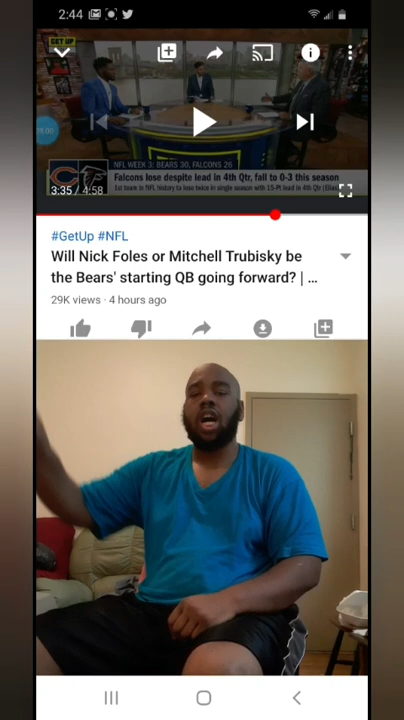 2:44
GET UP
NFL WEEK 3: BEARS 30, FALCONS 26
Falcons lose despite lead in 4th Qtr, fall to 0-3 this season
1st team in NFL history to lose twice in single season with 15-Pt lead in 4th Qtr (Elias
3:35 / 4:58
#GetUp #NFL
Will Nick Foles or Mitchell Trubisky be
the Bears' starting QB going forward? | ...
29K views · 4 hours ago